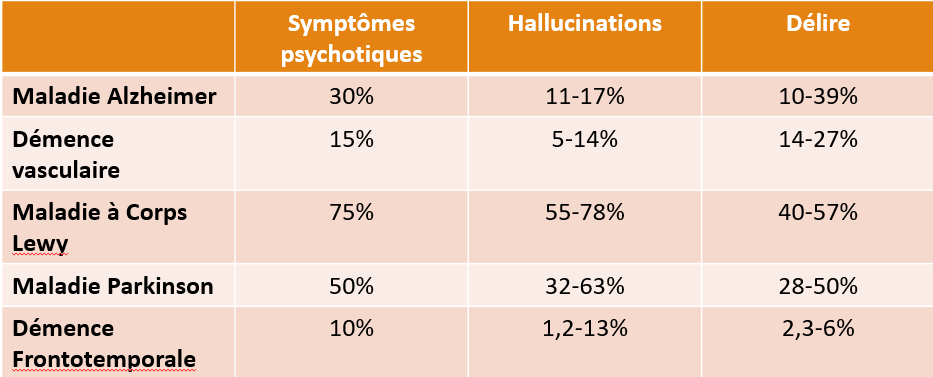 Symptômes psychotiques Hallucinations Délire
Maladie Alzheimer 30% 11-17% 10-39%
Démence vasculaire 15% 5-14% 14-27%
Maladie à Corps Lewy 75% 55-78% 40-57%
Maladie Parkinson 50% 32-63% 28-50%
Démence Frontotemporale 10% 1,2-13% 2,3-6%